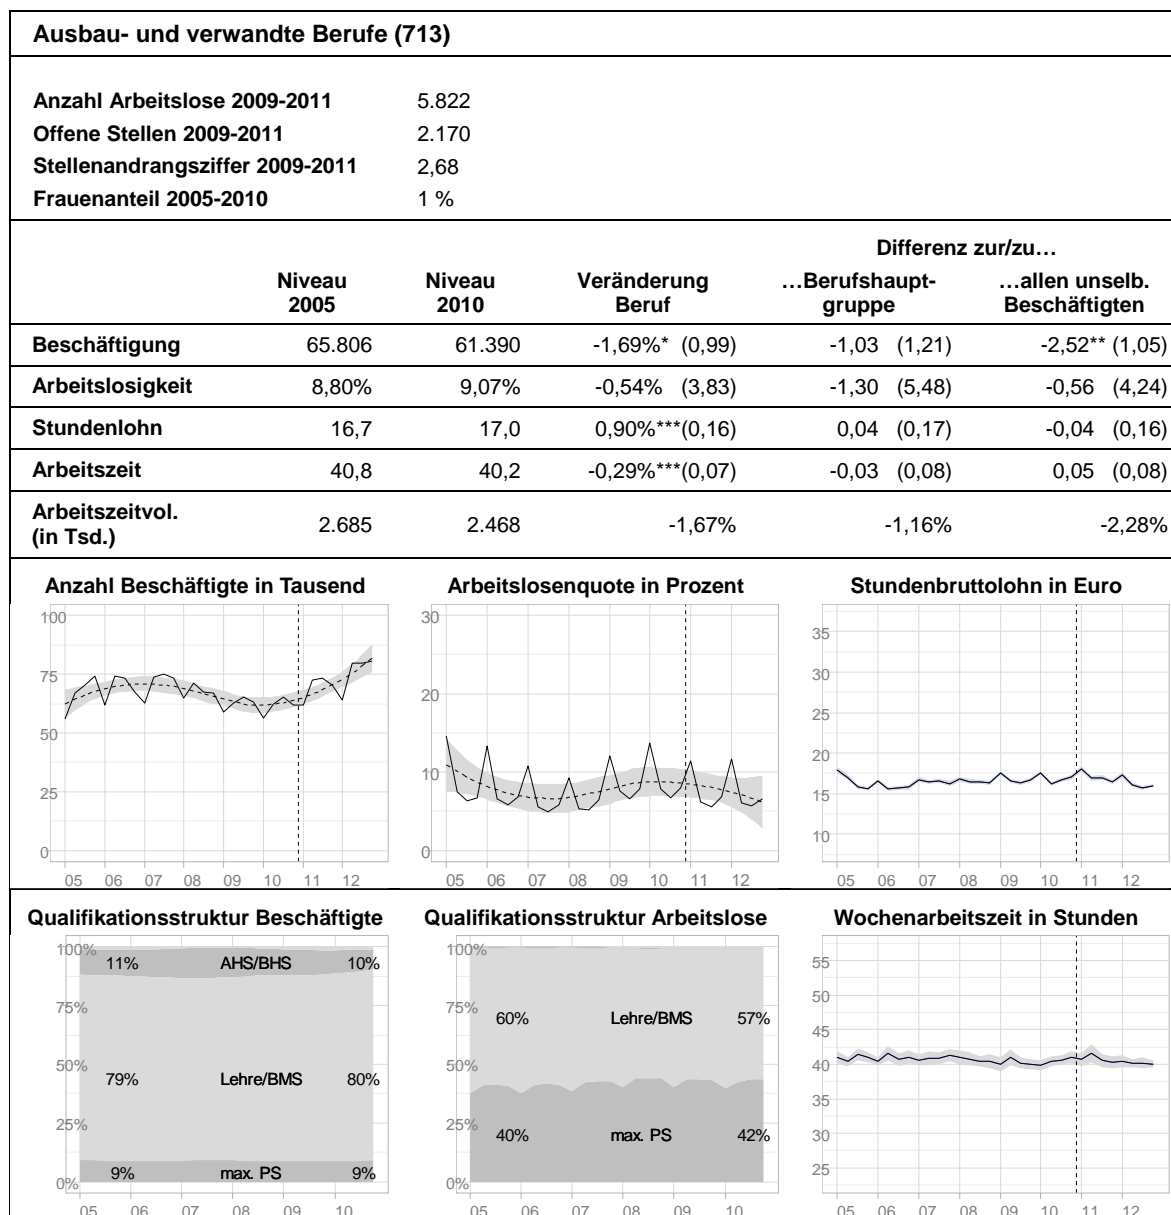 Ausbau- und verwandte Berufe (713)
Anzahl Arbeitslose 2009-2011 5.822
Offene Stellen 2009-2011 2.170
Stellenandrangsziffer 2009-2011 2,68
Frauenanteil 2005-2010 1 %
Differenz zur/zu…
Niveau 2005 Niveau 2010 Veränderung Beruf …Berufshaupt-gruppe …allen unselb. Beschäftigten
Beschäftigung 65.806 61.390 -1,69%* (0,99) -1,03 (1,21) -2,52** (1,05)
Arbeitslosigkeit 8,80% 9,07% -0,54% (3,83) -1,30 (5,48) -0,56 (4,24)
Stundenlohn 16,7 17,0 0,90%***(0,16) 0,04 (0,17) -0,04 (0,16)
Arbeitszeit 40,8 40,2 -0,29%***(0,07) -0,03 (0,08) 0,05 (0,08)
Arbeitszeitvol. (in Tsd.) 2.685 2.468 -1,67% -1,16% -2,28%
Anzahl Beschäftigte in Tausend
100
75
50
25
0
05 06 07 08 09 10 11 12
Arbeitslosenquote in Prozent
30
20
10
0
05 06 07 08 09 10 11 12
Stundenbruttolohn in Euro
35
30
25
20
15
10
05 06 07 08 09 10 11 12
Qualifikationsstruktur Beschäftigte
100%
11% AHS/BHS 10%
75%
50%
79% Lehre/BMS 80%
25%
9% max. PS 9%
0%
05 06 07 08 09 10
Qualifikationsstruktur Arbeitslose
100%
75%
60% Lehre/BMS 57%
50%
25%
40% max. PS 42%
0%
05 06 07 08 09 10
Wochenarbeitszeit in Stunden
55
50
45
40
35
30
25
05 06 07 08 09 10 11 12